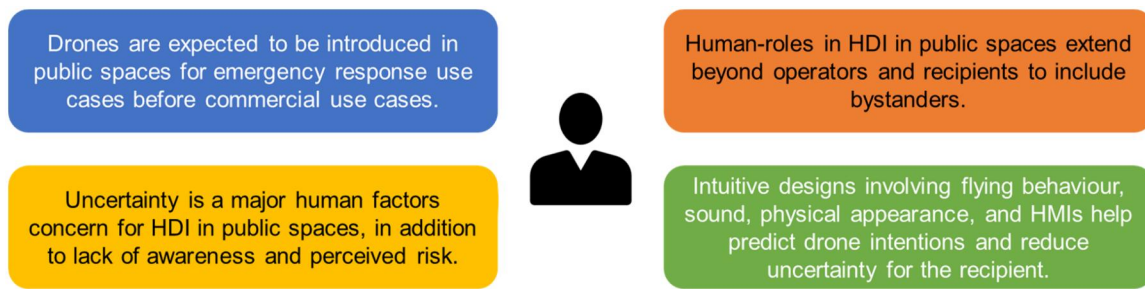 Drones are expected to be introduced in
public spaces for emergency response use
cases before commercial use cases.
Human-roles in HDI in public spaces extend
beyond operators and recipients to include
bystanders.
Uncertainty is a major human factors
concern for HDI in public spaces, in addition
to lack of awareness and perceived risk.
Intuitive designs involving flying behaviour,
sound, physical appearance, and HMIs help
predict drone intentions and reduce
uncertainty for the recipient.